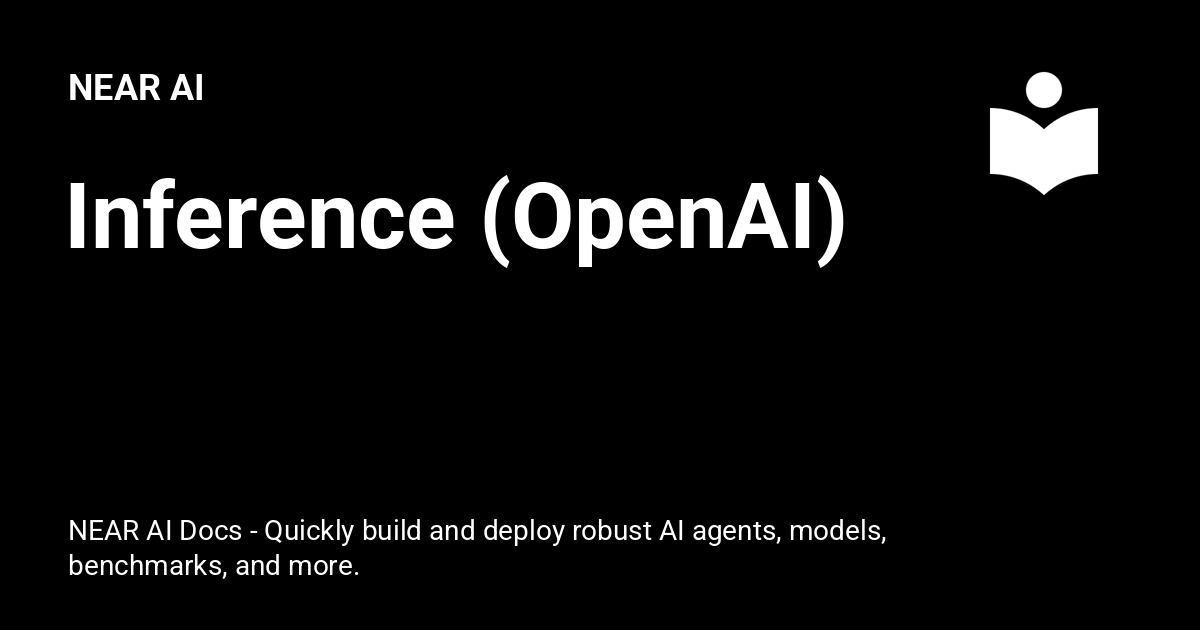 NEAR AI
Inference (OpenAI)
NEAR AI Docs - Quickly build and deploy robust AI agents, models,
benchmarks, and more.